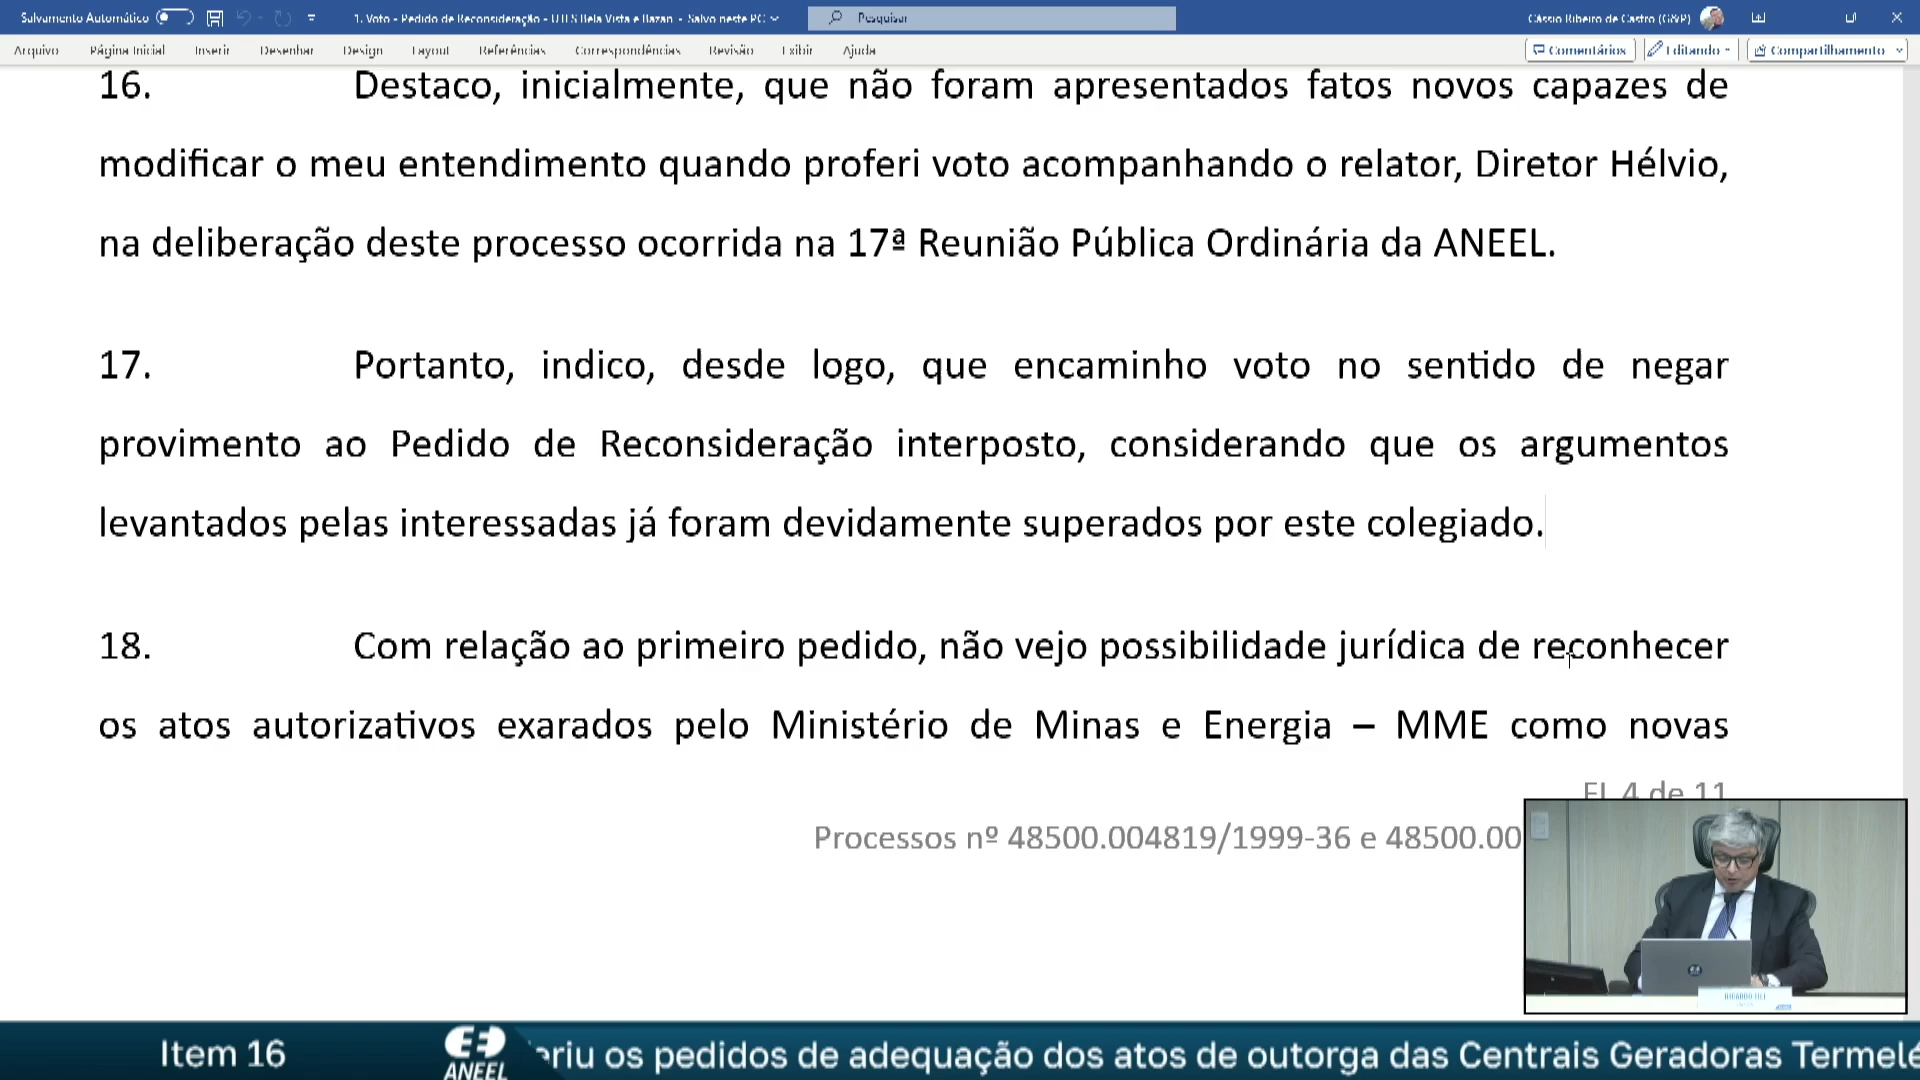 Salvamento Automático
1. Voto - Pedido de Reconsideração - UTES Bela Vista e Bazan - Salvo neste PC
Pesquisar
Cássio Ribeiro de Castro (G&P)
Arquivo Página Inicial Inserir Desenhar Design Layout Referências Correspondências Revisão Exibir Ajuda
Comentários Editando Compartilhamento
16. Destaco, inicialmente, que não foram apresentados fatos novos capazes de
modificar o meu entendimento quando proferi voto acompanhando o relator, Diretor Hélvio,
na deliberação deste processo ocorrida na 17ª Reunião Pública Ordinária da ANEEL.
17. Portanto, indico, desde logo, que encaminho voto no sentido de negar
provimento ao Pedido de Reconsideração interposto, considerando que os argumentos
levantados pelas interessadas já foram devidamente superados por este colegiado.
18. Com relação ao primeiro pedido, não vejo possibilidade jurídica de reconhecer
os atos autorizativos exarados pelo Ministério de Minas e Energia – MME como novas
Fl. 4 de 11
Processos nº 48500.004819/1999-36 e 48500.00
Item 16
ANEEL
eriu os pedidos de adequação dos atos de outorga das Centrais Geradoras Termelé